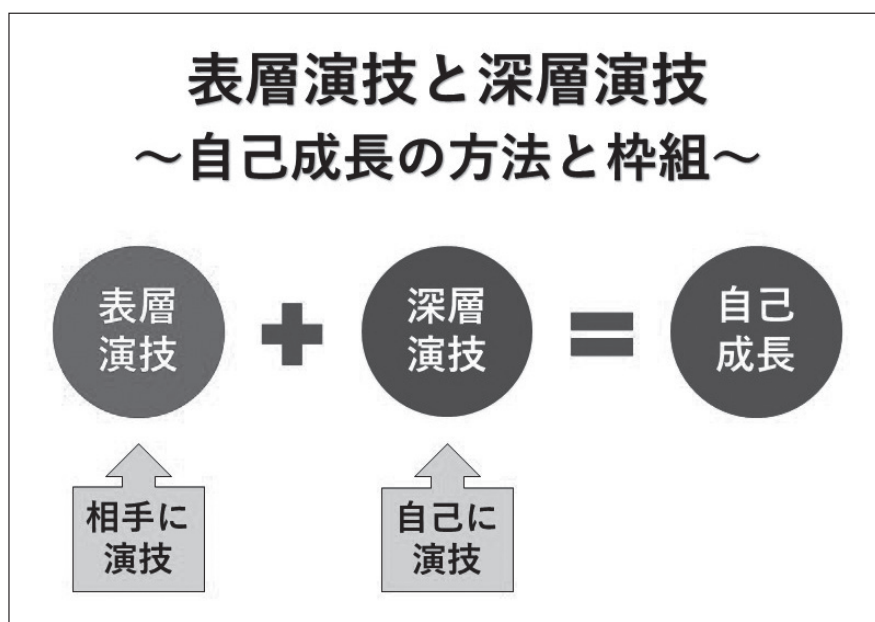 表層演技と深層演技
～自己成長の方法と枠組～
表層
演技
深層
演技
自己
成長
相手に
演技
自己に
演技